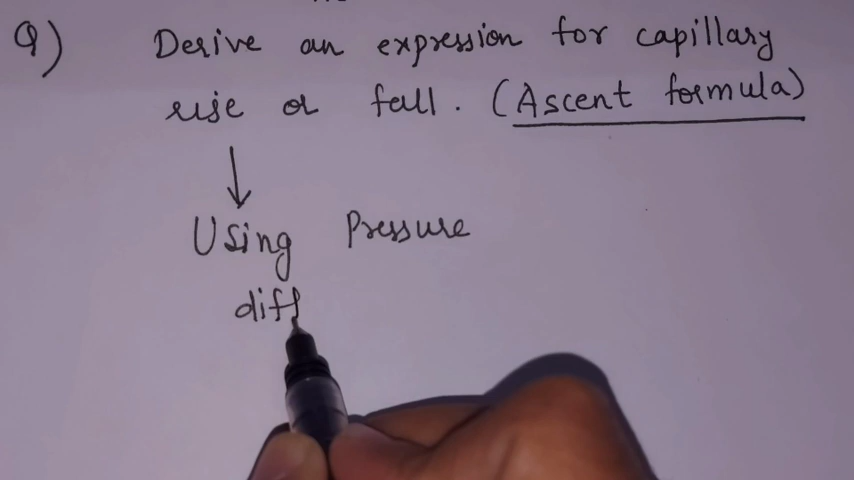 Q) Derive an expression for capillary
rise or fall. (Ascent formula)
Using Pressure
diff